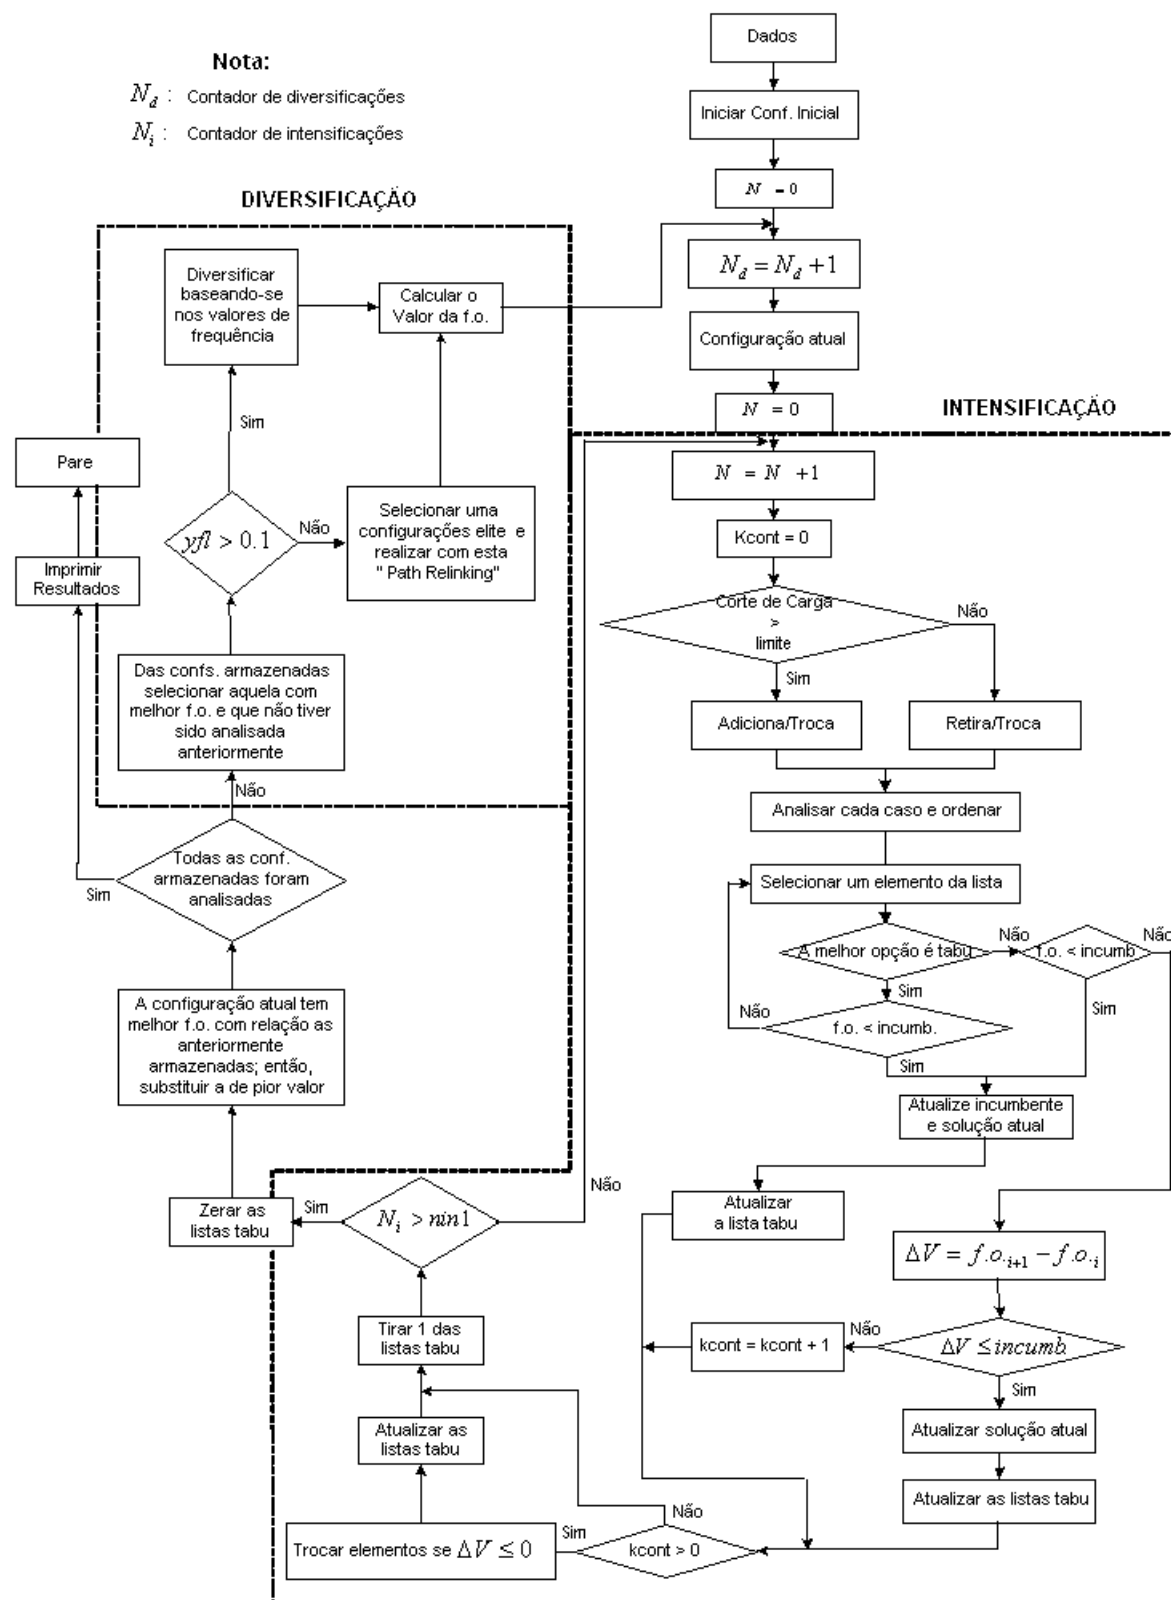 Dados
Nota:
N_d : Contador de diversificações
N_i : Contador de intensificações
Iniciar Conf. Inicial
N = 0
DIVERSIFICAÇÃO
N_d = N_d + 1
Diversificar
baseando-se
nos valores de
frequência
Calcular o
Valor da f.o.
Configuração atual
N = 0
INTENSIFICAÇÃO
Sim
Pare
N = N + 1
yfl > 0.1
Não
Selecionar uma
configurações elite e
realizar com esta
" Path Relinking"
Kcont = 0
Imprimir
Resultados
Corte de Carga
>
limite
Não
Sim
Das confs. armazenadas
selecionar aquela com
melhor f.o. e que não tiver
sido analisada
anteriormente
Adiciona/Troca
Retira/Troca
Não
Analisar cada caso e ordenar
Todas as conf.
armazenadas foram
analisadas
Sim
Selecionar um elemento da lista
A melhor opção é tabu
Não
f.o. < incumb
Não
Sim
Sim
Não
f.o. < incumb.
Sim
A configuração atual tem
melhor f.o. com relação as
anteriormente
armazenadas; então,
substituir a de pior valor
Atualize incumbente
e solução atual
Zerar as
listas tabu
Sim
N_i > nin1
Não
Atualizar
a lista tabu
ΔV = f.o._{i+1} − f.o._i
Tirar 1 das
listas tabu
kcont = kcont + 1
Não
ΔV ≤ incumb.
Sim
Atualizar as
listas tabu
Atualizar solução atual
Atualizar as listas tabu
Não
Trocar elementos se ΔV ≤ 0
Sim
kcont > 0